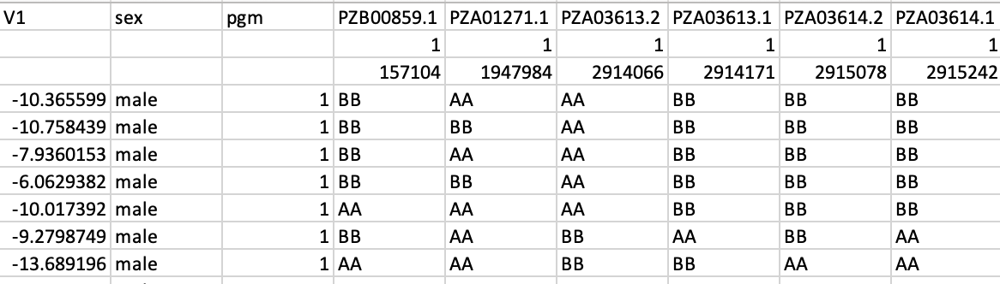 V1 sex pgm PZB00859.1 PZA01271.1 PZA03613.2 PZA03613.1 PZA03614.2 PZA03614.1
1 1 1 1 1 1
157104 1947984 2914066 2914171 2915078 2915242
-10.365599 male 1 BB AA AA BB BB BB
-10.758439 male 1 BB BB AA BB BB BB
-7.9360153 male 1 BB AA AA BB BB BB
-6.0629382 male 1 BB BB AA BB BB BB
-10.017392 male 1 AA AA AA BB BB BB
-9.2798749 male 1 BB AA BB AA BB AA
-13.689196 male 1 AA AA BB BB AA AA